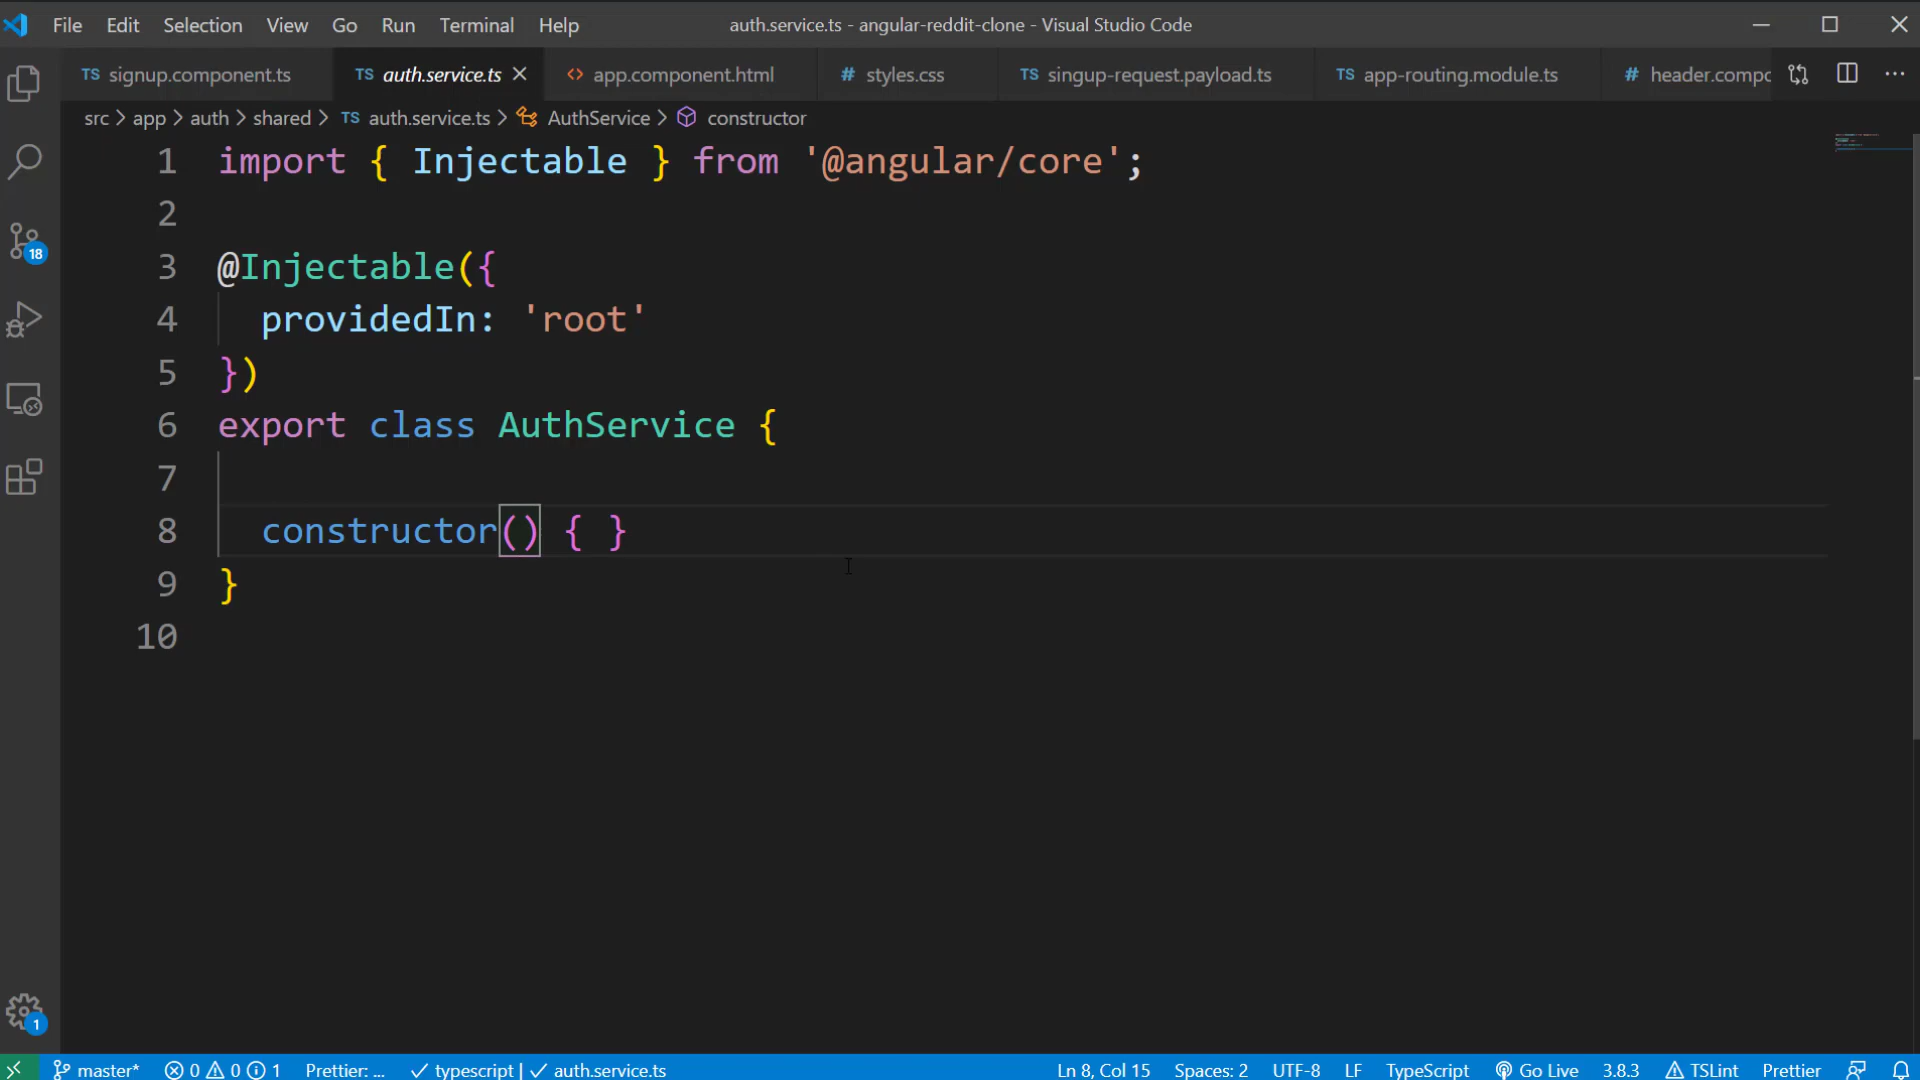 File Edit Selection View Go Run Terminal Help
auth.service.ts - angular-reddit-clone - Visual Studio Code
TS signup.component.ts TS auth.service.ts <> app.component.html # styles.css TS singup-request.payload.ts TS app-routing.module.ts # header.compo
src > app > auth > shared > TS auth.service.ts > AuthService > constructor
1 import { Injectable } from '@angular/core';
2
3 @Injectable({
4 providedIn: 'root'
5 })
6 export class AuthService {
7
8 constructor() { }
9 }
10
18
1
master* 0 0 1 Prettier: ... typescript | auth.service.ts Ln 8, Col 15 Spaces: 2 UTF-8 LF TypeScript Go Live 3.8.3 TSLint Prettier